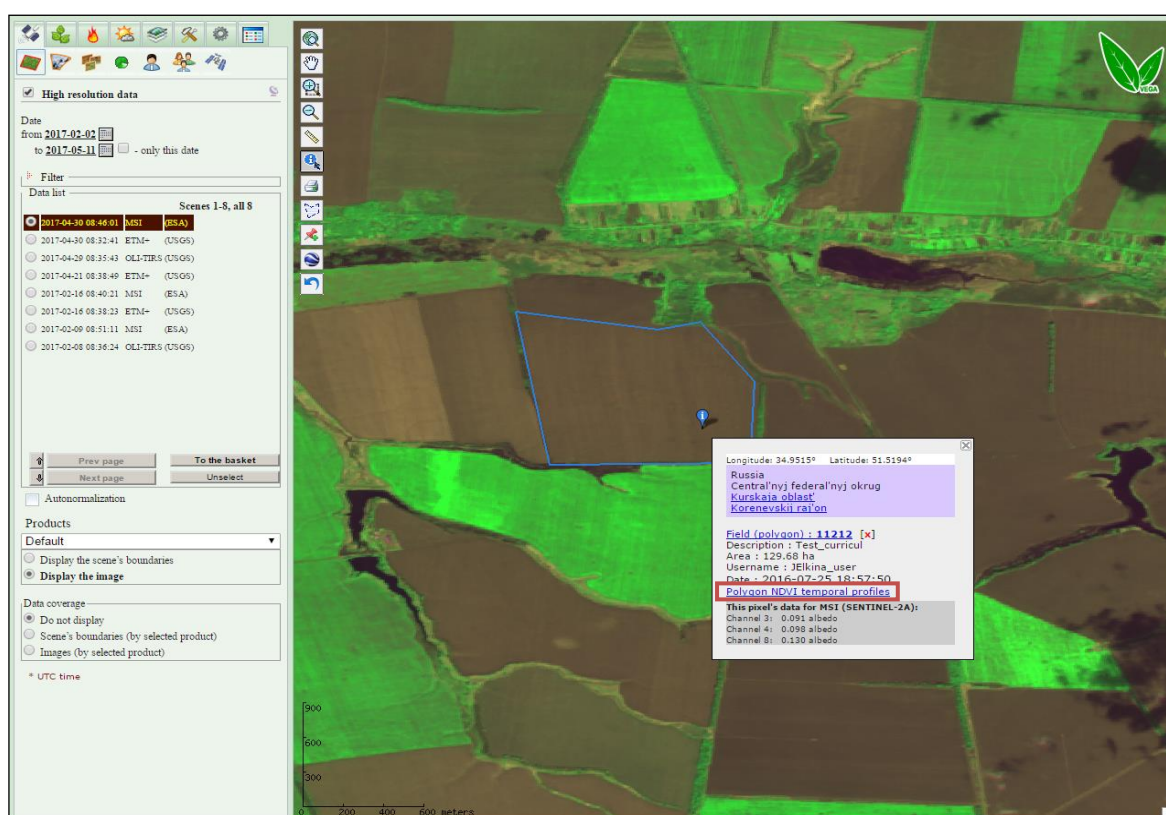 High resolution data
Date
from 2017-02-02
to 2017-05-11 - only this date
Filter
Data list
Scenes 1-8, all 8
2017-04-30 08:46:01 MSI (ESA)
2017-04-30 08:32:41 ETM+ (USGS)
2017-04-29 08:35:43 OLI-TIRS (USGS)
2017-04-21 08:38:49 ETM+ (USGS)
2017-02-16 08:40:21 MSI (ESA)
2017-02-16 08:38:23 ETM+ (USGS)
2017-02-09 08:51:11 MSI (ESA)
2017-02-08 08:36:24 OLI-TIRS (USGS)
Prev page To the basket
Next page Unselect
Autonormalization
Products
Default
Display the scene's boundaries
Display the image
Data coverage
Do not display
Scene's boundaries (by selected product)
Images (by selected product)
* UTC time
VEGA
Longitude: 34.9515° Latitude: 51.5194°
Russia
Central'nyj federal'nyj okrug
Kurskaja oblast'
Korenevskij raj'on
Field (polygon) : 11212 [x]
Description : Test_curricul
Area : 129.68 ha
Username : JElkina_user
Date : 2016-07-25 18:57:50
Polygon NDVI temporal profiles
This pixel's data for MSI (SENTINEL-2A):
Channel 3: 0.091 albedo
Channel 4: 0.098 albedo
Channel 8: 0.130 albedo
900
600
300
0 200 400 600 meters